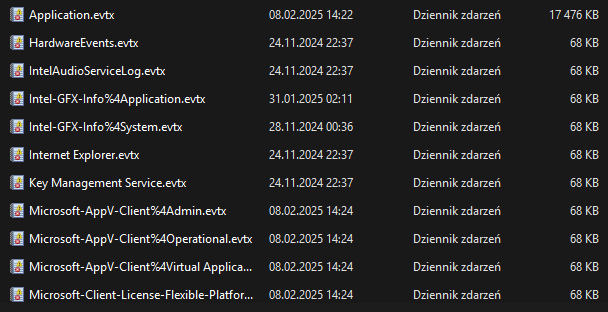 Application.evtx 08.02.2025 14:22 Dziennik zdarzeń 17 476 KB
HardwareEvents.evtx 24.11.2024 22:37 Dziennik zdarzeń 68 KB
IntelAudioServiceLog.evtx 24.11.2024 22:37 Dziennik zdarzeń 68 KB
Intel-GFX-Info%4Application.evtx 31.01.2025 02:11 Dziennik zdarzeń 68 KB
Intel-GFX-Info%4System.evtx 28.11.2024 00:36 Dziennik zdarzeń 68 KB
Internet Explorer.evtx 24.11.2024 22:37 Dziennik zdarzeń 68 KB
Key Management Service.evtx 24.11.2024 22:37 Dziennik zdarzeń 68 KB
Microsoft-AppV-Client%4Admin.evtx 08.02.2025 14:24 Dziennik zdarzeń 68 KB
Microsoft-AppV-Client%4Operational.evtx 08.02.2025 14:24 Dziennik zdarzeń 68 KB
Microsoft-AppV-Client%4Virtual Applica... 08.02.2025 14:24 Dziennik zdarzeń 68 KB
Microsoft-Client-License-Flexible-Platfor... 08.02.2025 14:24 Dziennik zdarzeń 68 KB